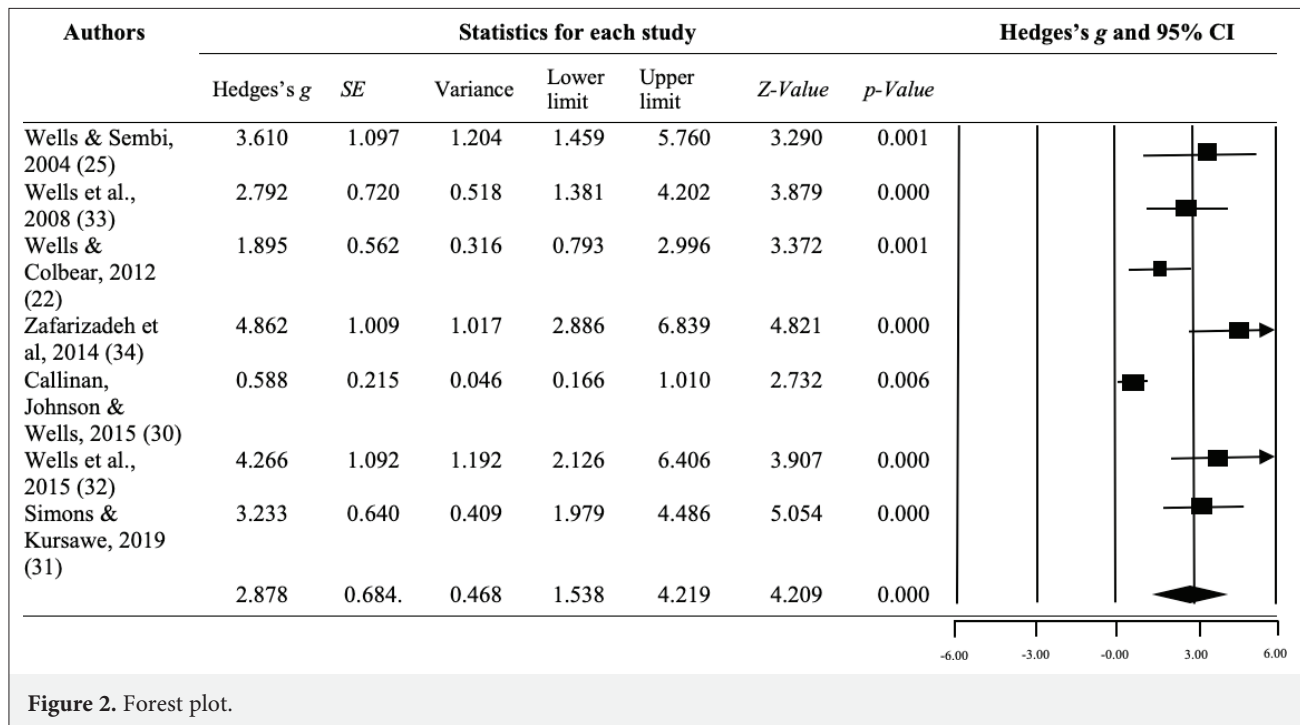 Authors Statistics for each study Hedges's g and 95% CI
Hedges's g SE Variance Lower limit Upper limit Z-Value p-Value
Wells & Sembi, 2004 (25) 3.610 1.097 1.204 1.459 5.760 3.290 0.001
Wells et al., 2008 (33) 2.792 0.720 0.518 1.381 4.202 3.879 0.000
Wells & Colbear, 2012 (22) 1.895 0.562 0.316 0.793 2.996 3.372 0.001
Zafarizadeh et al, 2014 (34) 4.862 1.009 1.017 2.886 6.839 4.821 0.000
Callinan, Johnson & Wells, 2015 (30) 0.588 0.215 0.046 0.166 1.010 2.732 0.006
Wells et al., 2015 (32) 4.266 1.092 1.192 2.126 6.406 3.907 0.000
Simons & Kursawe, 2019 (31) 3.233 0.640 0.409 1.979 4.486 5.054 0.000
2.878 0.684. 0.468 1.538 4.219 4.209 0.000
-6.00 -3.00 -0.00 3.00 6.00
Figure 2. Forest plot.